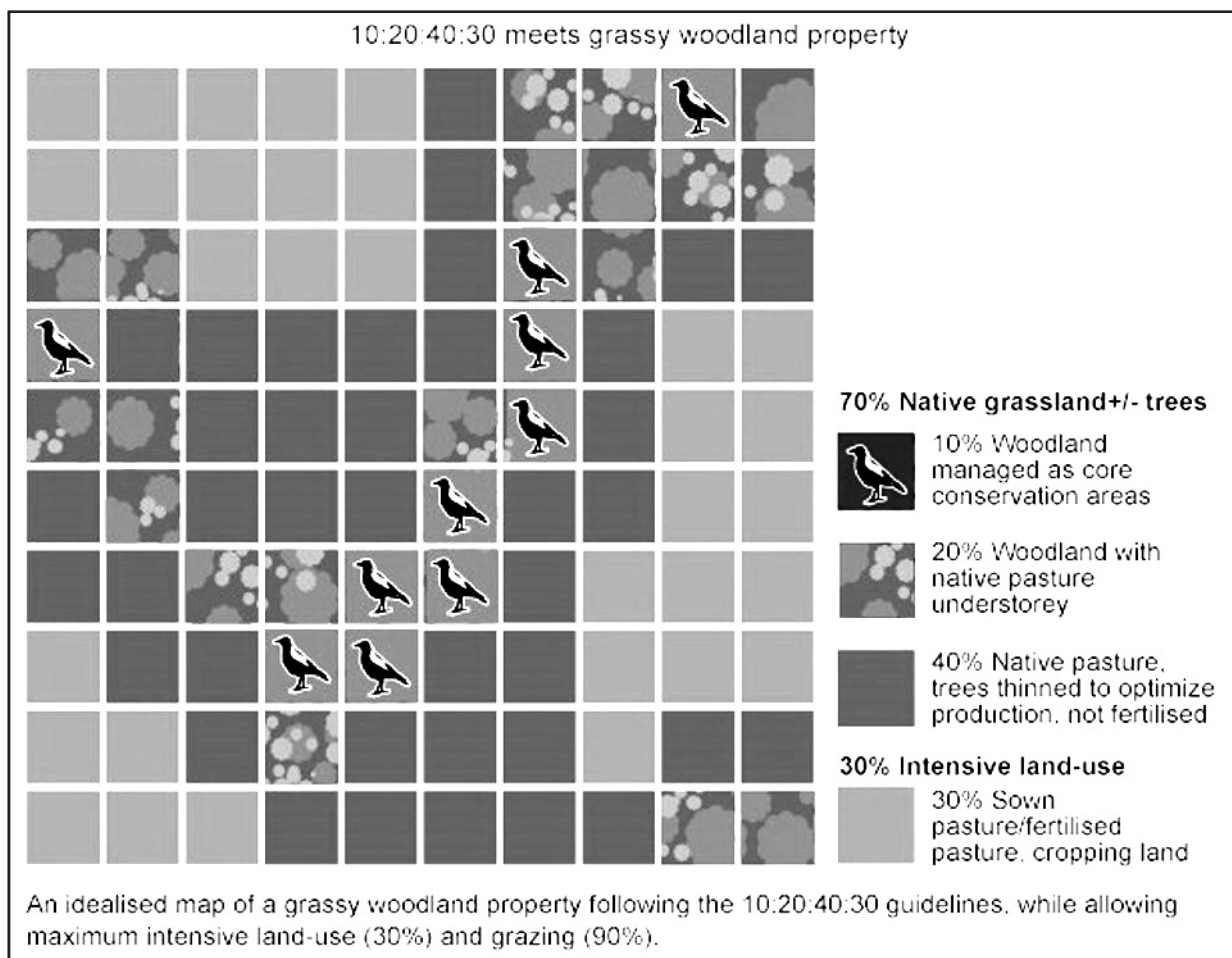 10:20:40:30 meets grassy woodland property
70% Native grassland+/- trees
10% Woodland
managed as core
conservation areas
20% Woodland with
native pasture
understorey
40% Native pasture,
trees thinned to optimize
production, not fertilised
30% Intensive land-use
30% Sown
pasture/fertilised
pasture, cropping land
An idealised map of a grassy woodland property following the 10:20:40:30 guidelines, while allowing
maximum intensive land-use (30%) and grazing (90%).